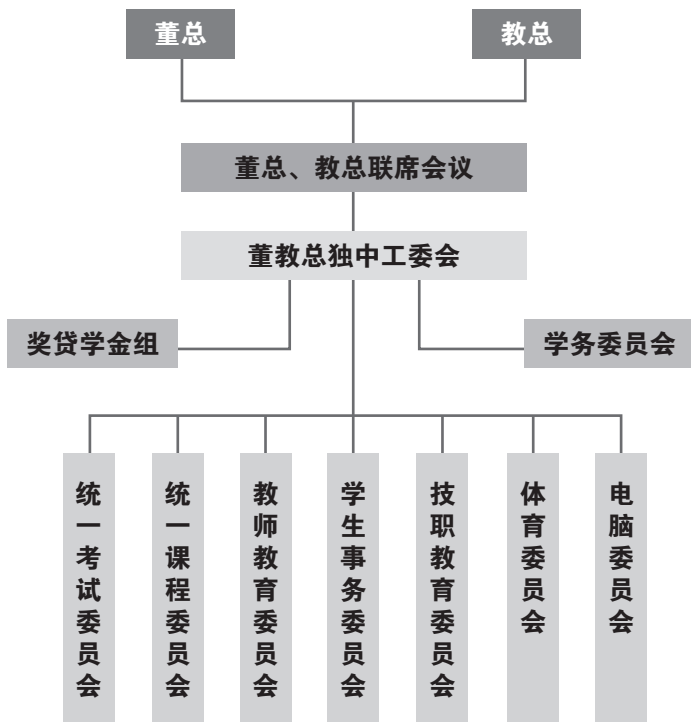 董总
教总
董总、教总联席会议
董教总独中工委会
奖贷学金组
学务委员会
统一考试委员会
统一课程委员会
教师教育委员会
学生事务委员会
技职教育委员会
体育委员会
电脑委员会